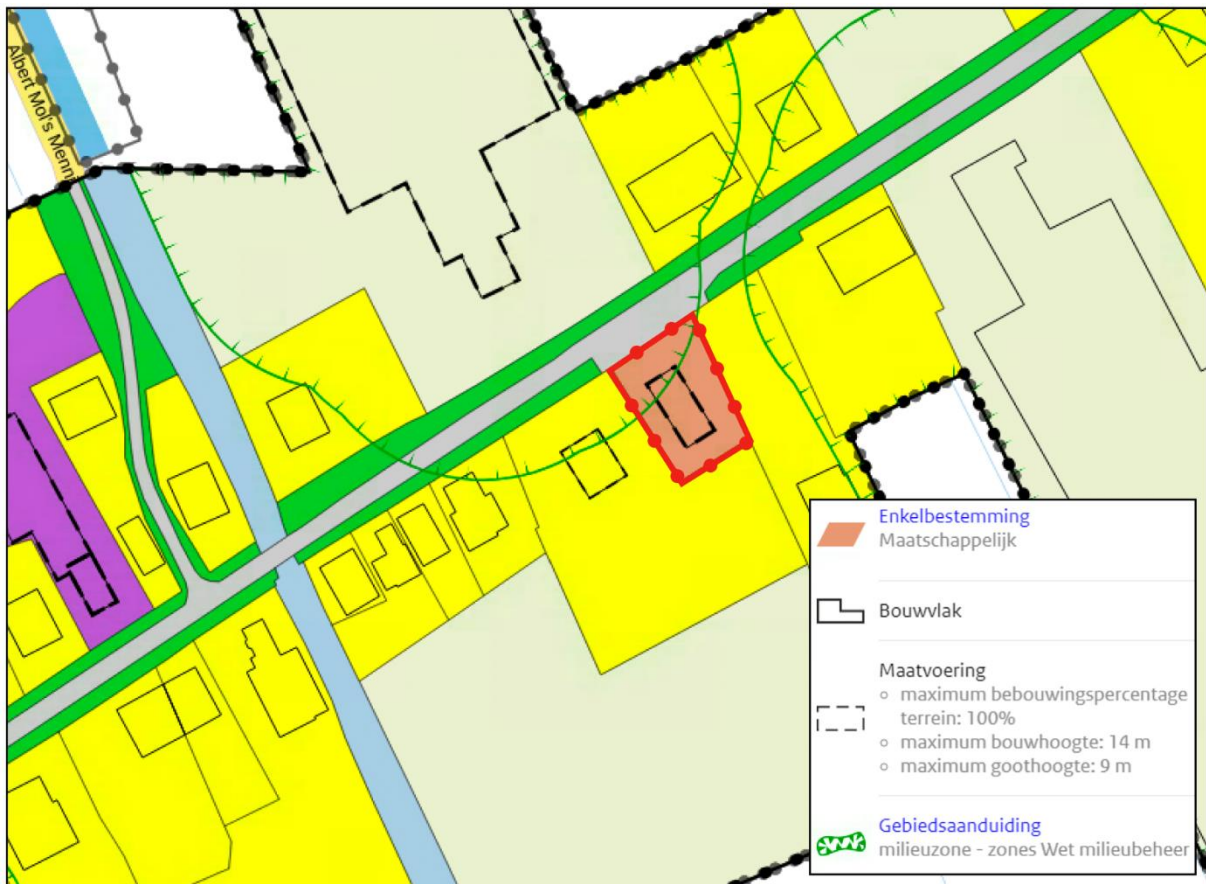 Albert Mol's Menn
Enkelbestemming
Maatschappelijk
Bouwvlak
Maatvoering
maximum bebouwingspercentage
terrein: 100%
maximum bouwhoogte: 14 m
maximum goothoogte: 9 m
Gebiedsaanduiding
milieuzone - zones Wet milieubeheer